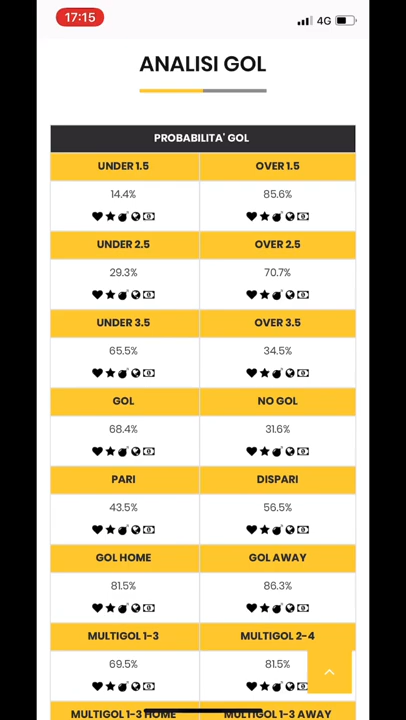 17:15 4G
ANALISI GOL
PROBABILITA' GOL
UNDER 1.5 OVER 1.5
14.4% 85.6%
UNDER 2.5 OVER 2.5
29.3% 70.7%
UNDER 3.5 OVER 3.5
65.5% 34.5%
GOL NO GOL
68.4% 31.6%
PARI DISPARI
43.5% 56.5%
GOL HOME GOL AWAY
81.5% 86.3%
MULTIGOL 1-3 MULTIGOL 2-4
69.5% 81.5%
MULTIGOL 1-3 HOME MULTIGOL 1-3 AWAY